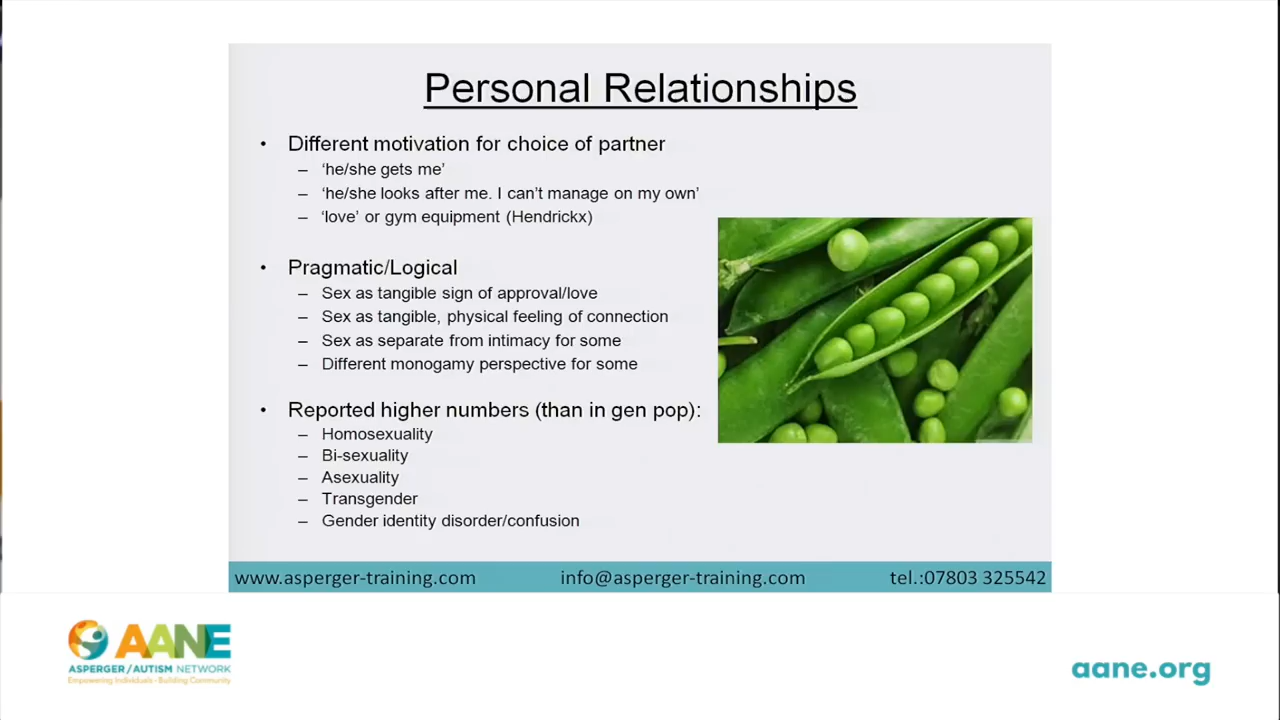 Personal Relationships
• Different motivation for choice of partner
– ‘he/she gets me’
– ‘he/she looks after me. I can’t manage on my own’
– ‘love’ or gym equipment (Hendrickx)
• Pragmatic/Logical
– Sex as tangible sign of approval/love
– Sex as tangible, physical feeling of connection
– Sex as separate from intimacy for some
– Different monogamy perspective for some
• Reported higher numbers (than in gen pop):
– Homosexuality
– Bi-sexuality
– Asexuality
– Transgender
– Gender identity disorder/confusion
www.asperger-training.com info@asperger-training.com tel.:07803 325542
AANE
ASPERGER/AUTISM NETWORK
Empowering Individuals • Building Community
aane.org